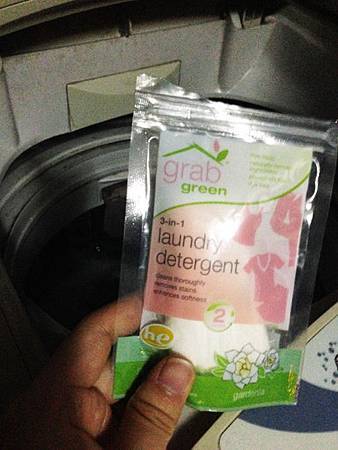 grab
green
3-in-1
laundry
detergent
cleans thoroughly
removes stains
enhances softness
2
he
gardenia